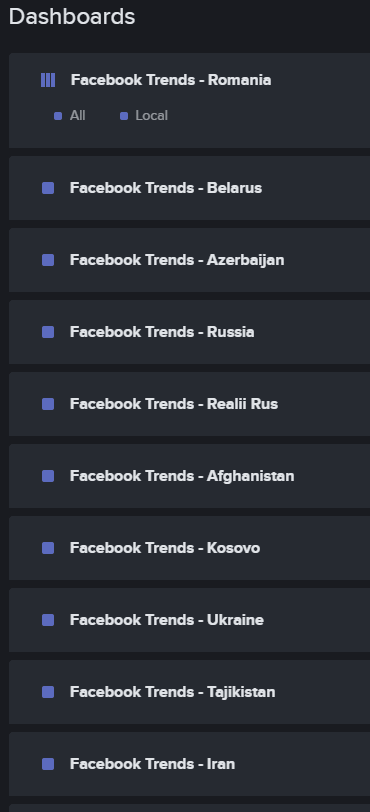 Dashboards
Facebook Trends - Romania
All Local
Facebook Trends - Belarus
Facebook Trends - Azerbaijan
Facebook Trends - Russia
Facebook Trends - Realii Rus
Facebook Trends - Afghanistan
Facebook Trends - Kosovo
Facebook Trends - Ukraine
Facebook Trends - Tajikistan
Facebook Trends - Iran